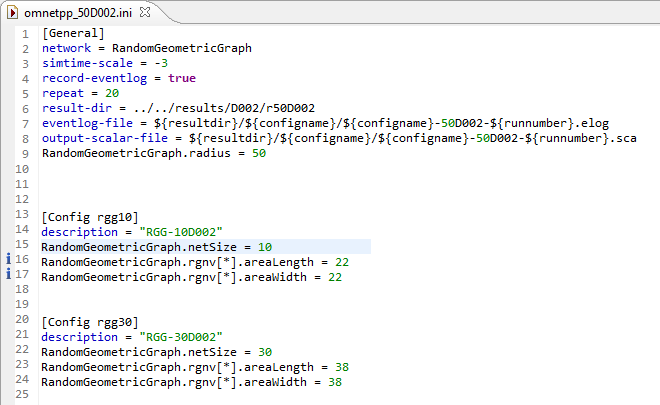 omnetpp_50D002.ini
1 [General]
2 network = RandomGeometricGraph
3 simtime-scale = -3
4 record-eventlog = true
5 repeat = 20
6 result-dir = ../../results/D002/r50D002
7 eventlog-file = ${resultdir}/${configname}/${configname}-50D002-${runnumber}.elog
8 output-scalar-file = ${resultdir}/${configname}/${configname}-50D002-${runnumber}.sca
9 RandomGeometricGraph.radius = 50
10
11
12
13 [Config rgg10]
14 description = "RGG-10D002"
15 RandomGeometricGraph.netSize = 10
16 RandomGeometricGraph.rgnv[*].areaLength = 22
17 RandomGeometricGraph.rgnv[*].areaWidth = 22
18
19
20 [Config rgg30]
21 description = "RGG-30D002"
22 RandomGeometricGraph.netSize = 30
23 RandomGeometricGraph.rgnv[*].areaLength = 38
24 RandomGeometricGraph.rgnv[*].areaWidth = 38
25